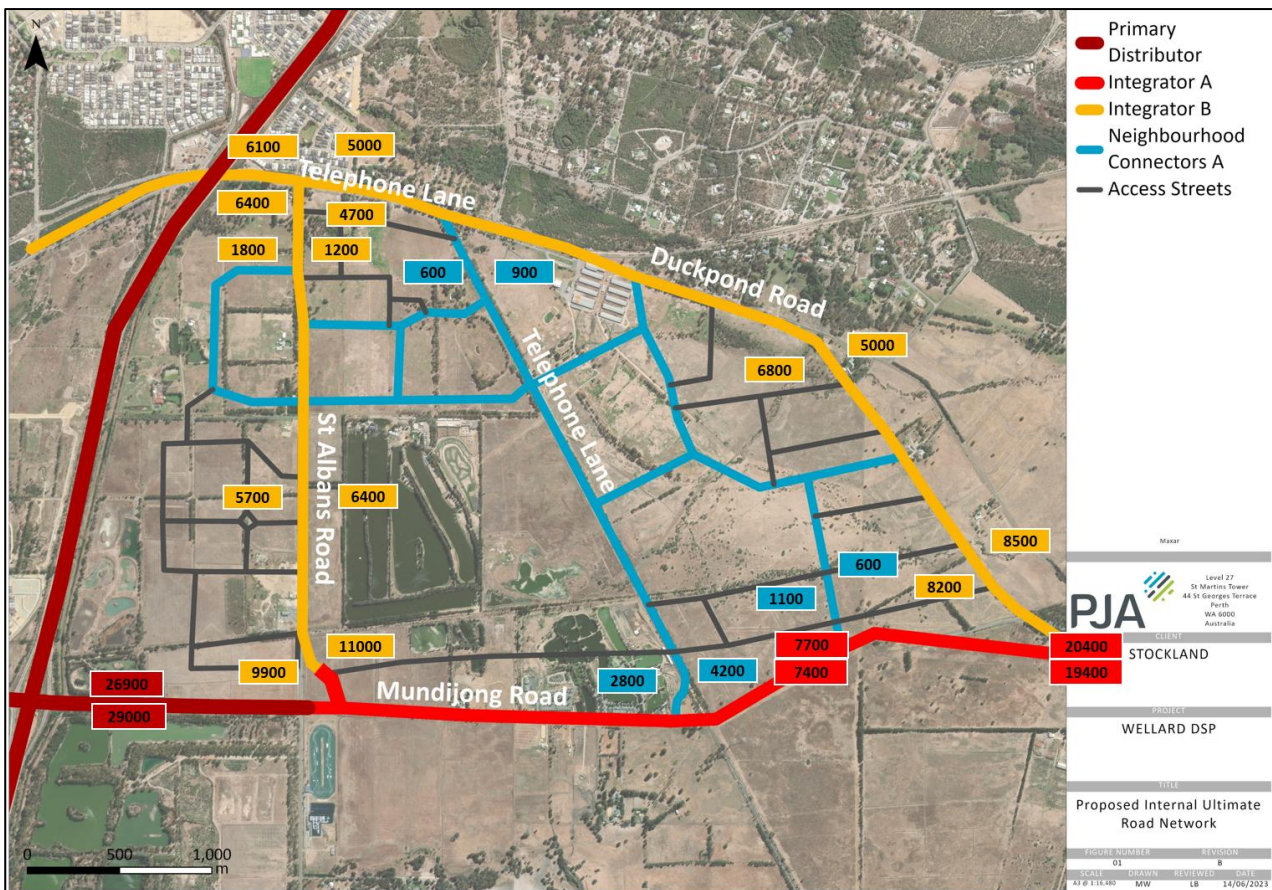 N
Primary
Distributor
Integrator A
Integrator B
Neighbourhood
Connectors A
Access Streets
6100
5000
Telephone Lane
6400
4700
1800
1200
600
900
Duckpond Road
5000
6800
Telephone Lane
St Albans Road
5700
6400
8500
600
8200
1100
11000
7700
20400
9900
4200
7400
19400
2800
26900
Mundijong Road
29000
0 500 1,000
m
Maxar
PJA
Level 27
St Martins Tower
44 St Georges Terrace
Perth
WA 6000
Australia
CLIENT
STOCKLAND
PROJECT
WELLARD DSP
TITLE
Proposed Internal Ultimate
Road Network
FIGURE NUMBER REVISION
01 B
SCALE DRAWN REVIEWED DATE
A3 @ 1:16,480 MW LB 14/06/2023